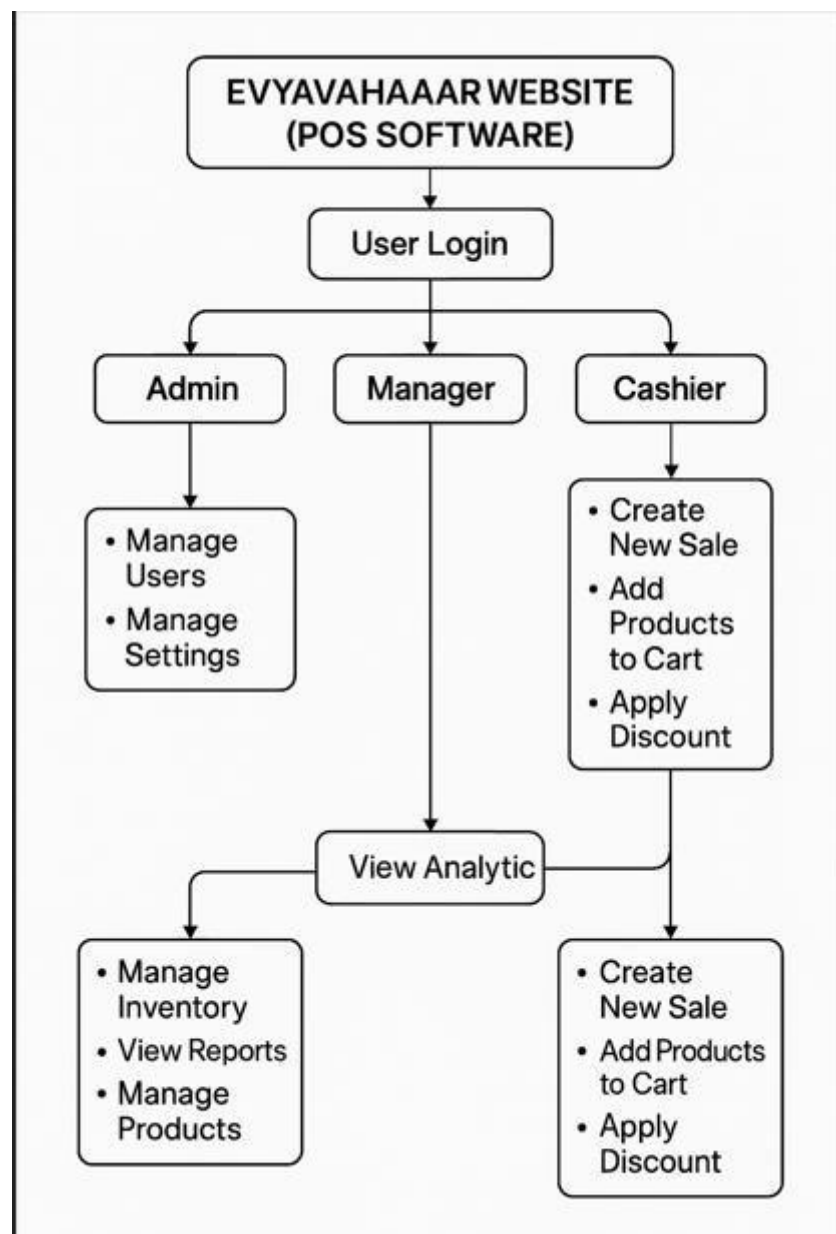 EVYAVAHAAAR WEBSITE
(POS SOFTWARE)
User Login
Admin
Manager
Cashier
• Manage
Users
• Manage
Settings
• Create
New Sale
• Add
Products
to Cart
• Apply
Discount
View Analytic
• Manage
Inventory
• View Reports
• Manage
Products
• Create
New Sale
• Add Products
to Cart
• Apply
Discount